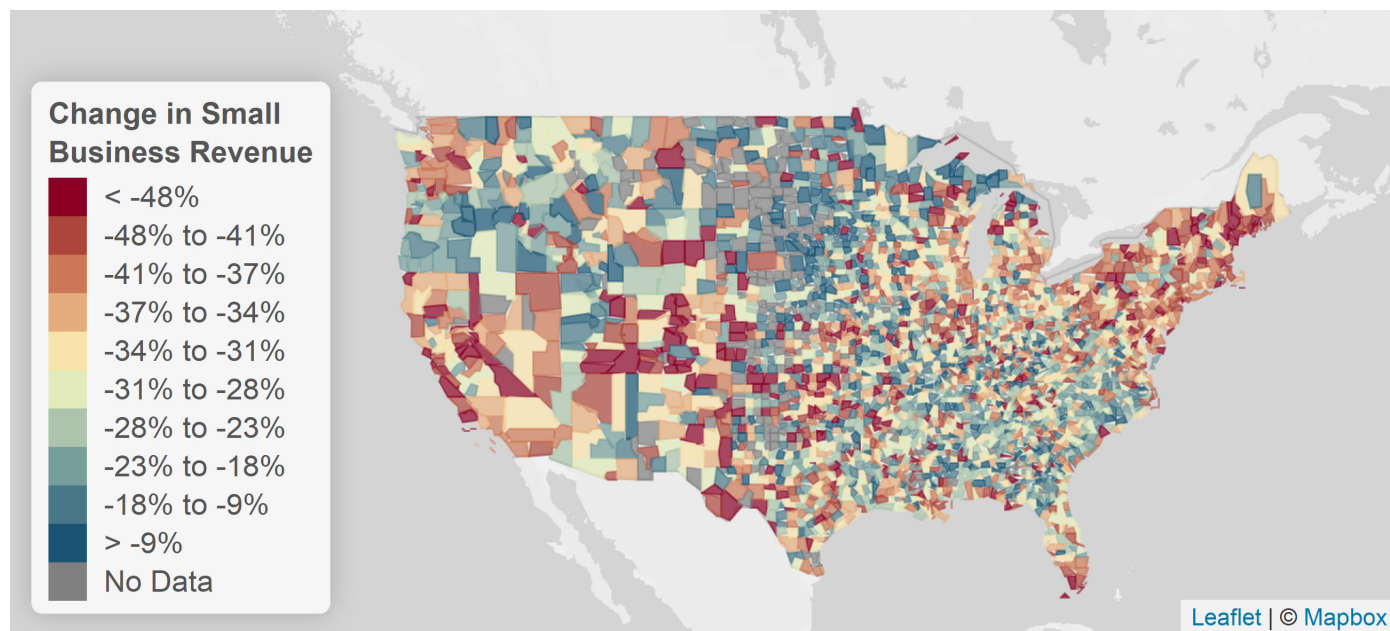 Change in Small
Business Revenue
< -48%
-48% to -41%
-41% to -37%
-37% to -34%
-34% to -31%
-31% to -28%
-28% to -23%
-23% to -18%
-18% to -9%
> -9%
No Data
Leaflet | © Mapbox